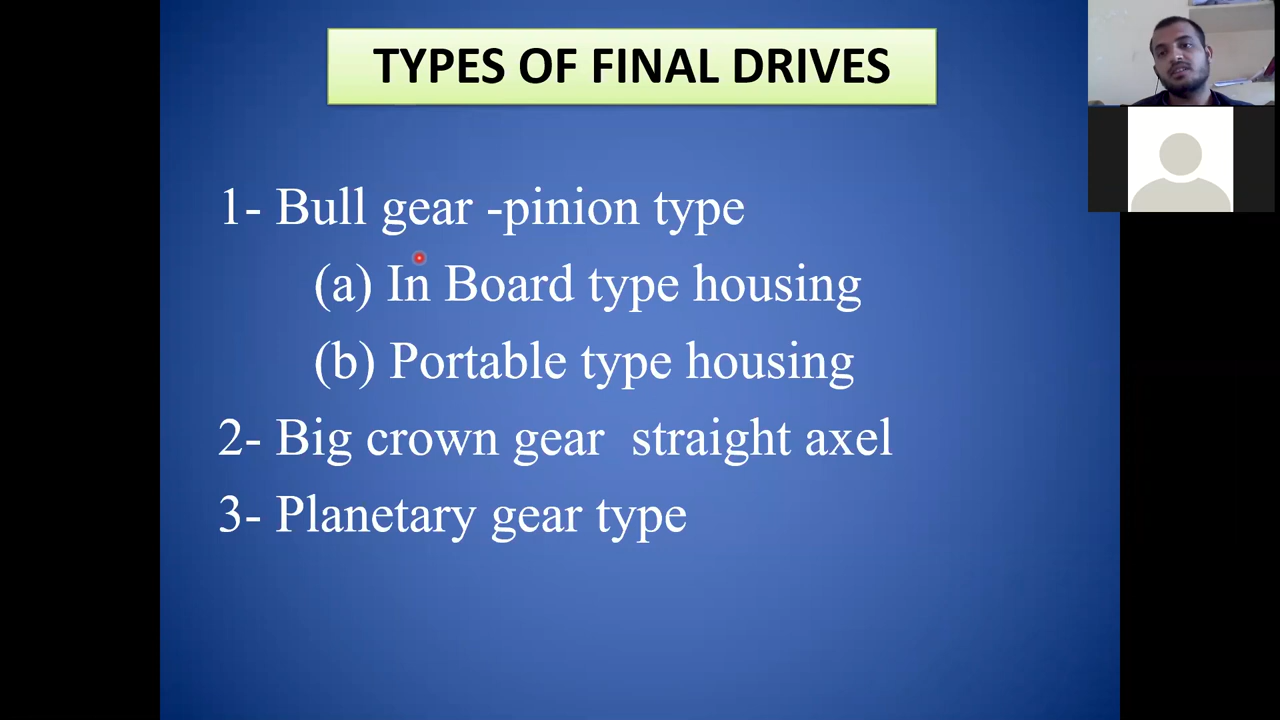 TYPES OF FINAL DRIVES
1- Bull gear -pinion type
(a) In Board type housing
(b) Portable type housing
2- Big crown gear straight axel
3- Planetary gear type